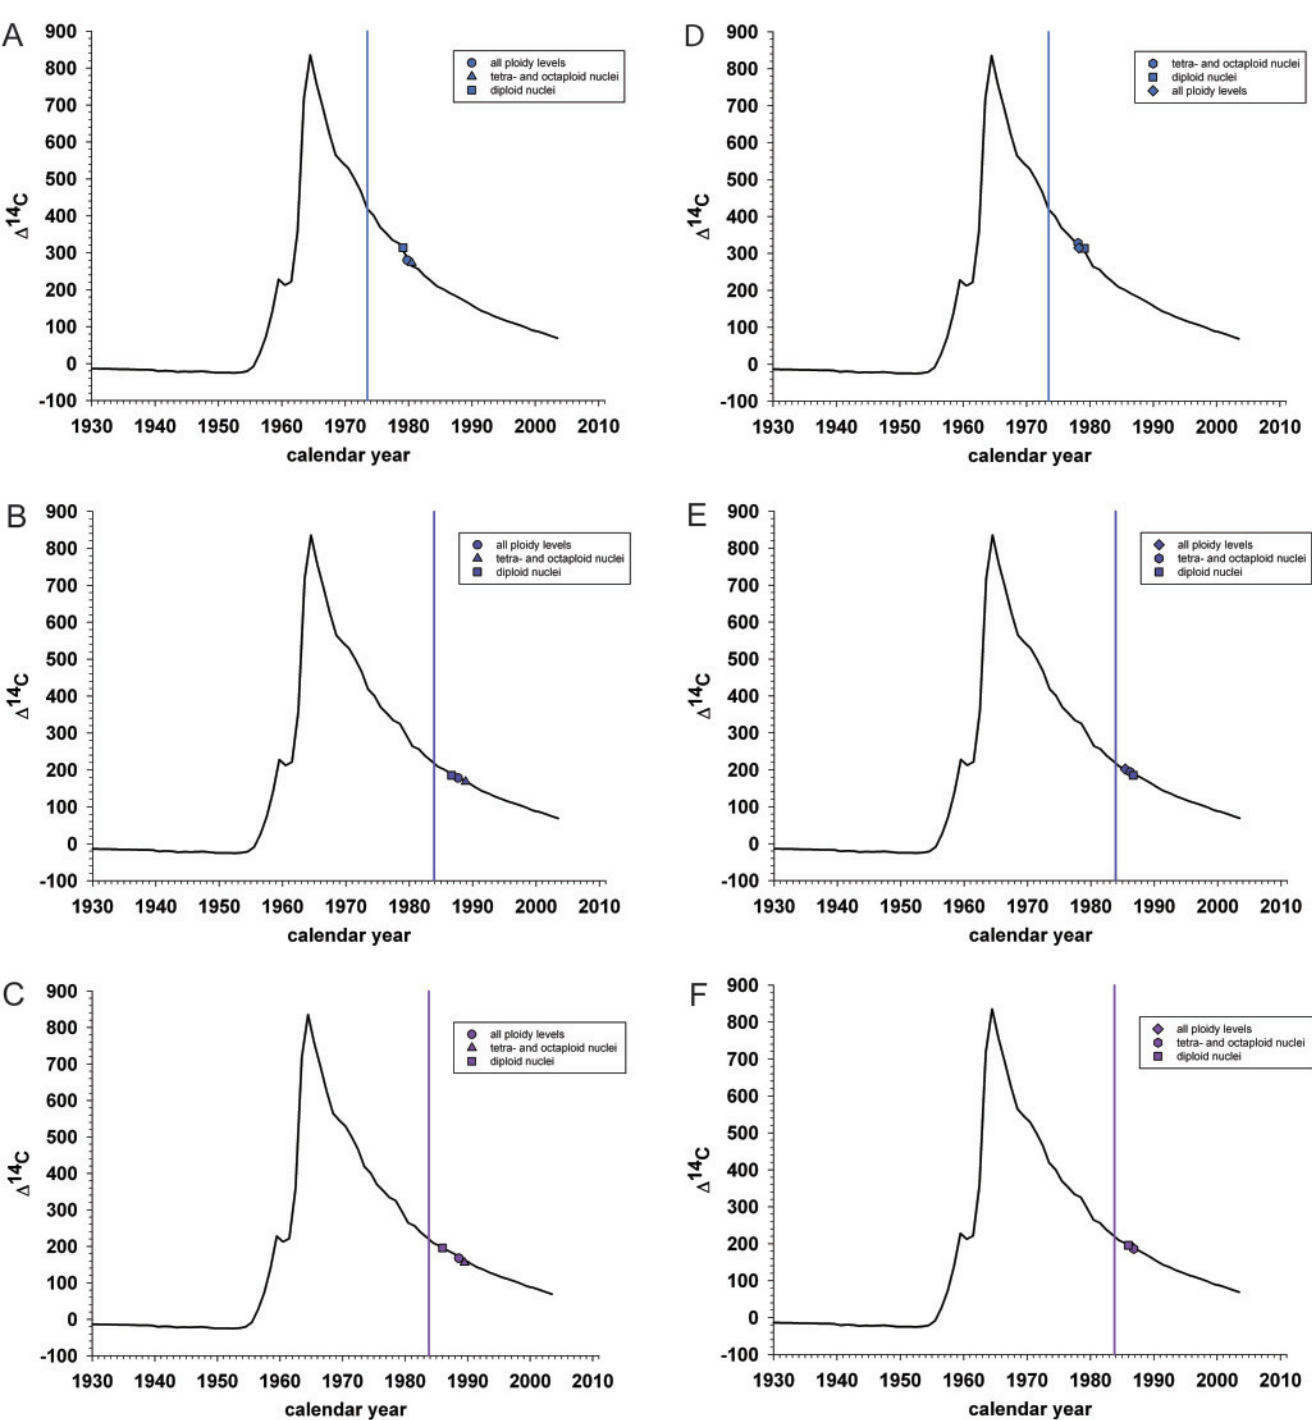 A
900
800
700
600
500
400
300
200
100
0
-100
Δ14C
1930 1940 1950 1960 1970 1980 1990 2000 2010
calendar year
all ploidy levels
tetra- and octaploid nuclei
diploid nuclei
D
900
800
700
600
500
400
300
200
100
0
-100
Δ14C
1930 1940 1950 1960 1970 1980 1990 2000 2010
calendar year
tetra- and octaploid nuclei
diploid nuclei
all ploidy levels
B
900
800
700
600
500
400
300
200
100
0
-100
Δ14C
1930 1940 1950 1960 1970 1980 1990 2000 2010
calendar year
all ploidy levels
tetra- and octaploid nuclei
diploid nuclei
E
900
800
700
600
500
400
300
200
100
0
-100
Δ14C
1930 1940 1950 1960 1970 1980 1990 2000 2010
calendar year
all ploidy levels
tetra- and octaploid nuclei
diploid nuclei
C
900
800
700
600
500
400
300
200
100
0
-100
Δ14C
1930 1940 1950 1960 1970 1980 1990 2000 2010
calendar year
all ploidy levels
tetra- and octaploid nuclei
diploid nuclei
F
900
800
700
600
500
400
300
200
100
0
-100
Δ14C
1930 1940 1950 1960 1970 1980 1990 2000 2010
calendar year
all ploidy levels
tetra- and octaploid nuclei
diploid nuclei